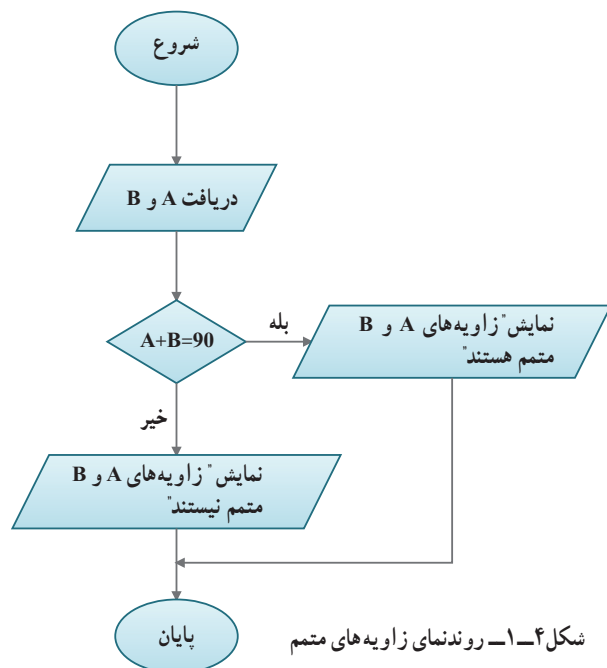 شروع
دریافت A و B
A+B=90
بله
نمایش" زاویه‌های A و B
متمم هستند"
خیر
نمایش" زاویه‌های A و B
متمم نیستند"
پایان
شکل۴ــ۱ــ روندنمای زاویه‌های متمم